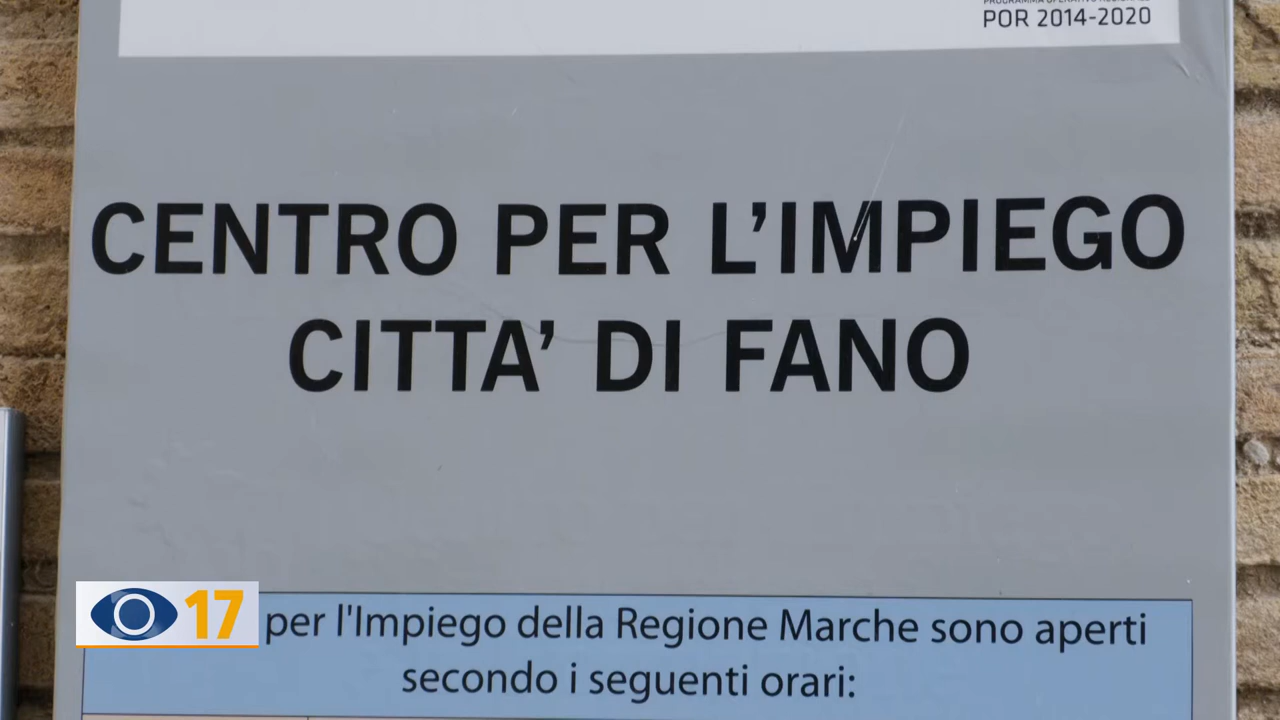 POR 2014-2020
CENTRO PER L'IMPIEGO
CITTA' DI FANO
17
per l'Impiego della Regione Marche sono aperti
secondo i seguenti orari: